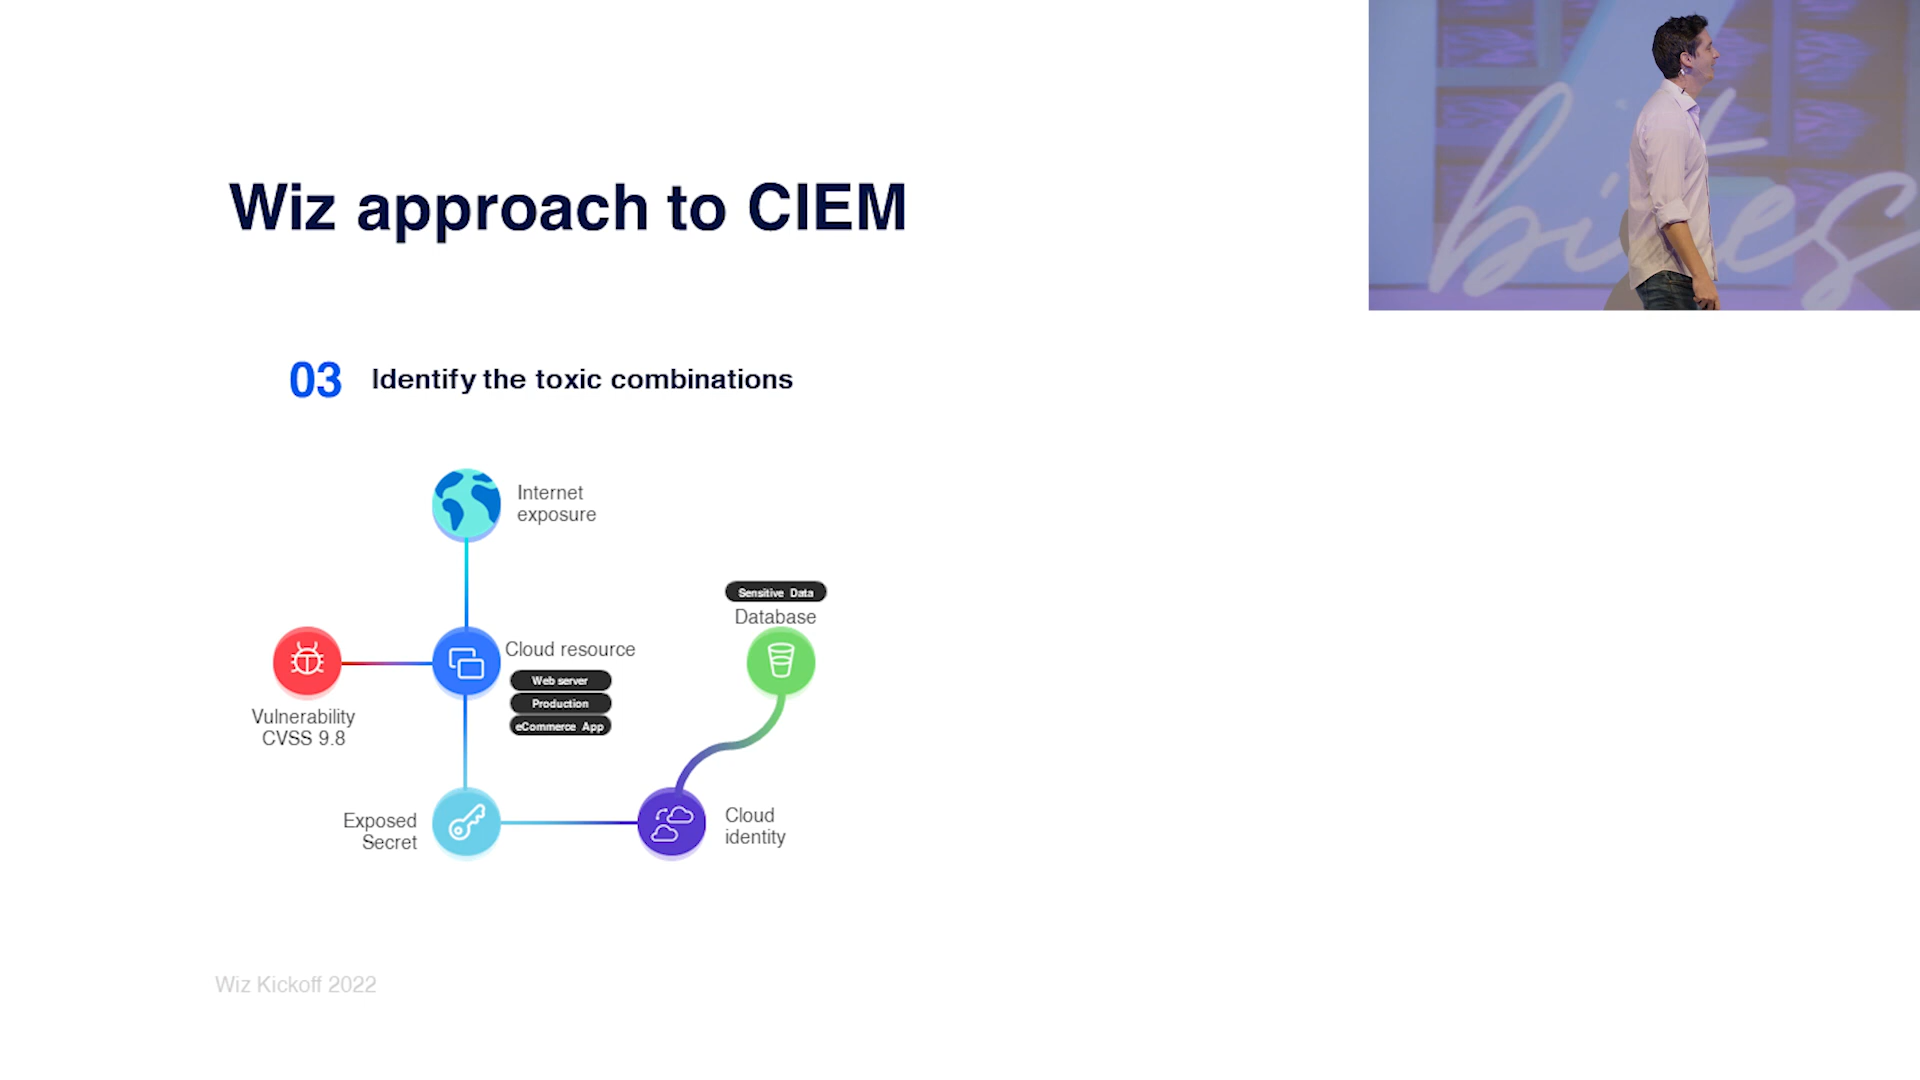 Wiz approach to CIEM
bites
03 Identify the toxic combinations
Internet
exposure
Sensitive Data
Database
Cloud resource
Web server
Production
eCommerce App
Vulnerability
CVSS 9.8
Exposed
Secret
Cloud
identity
Wiz Kickoff 2022